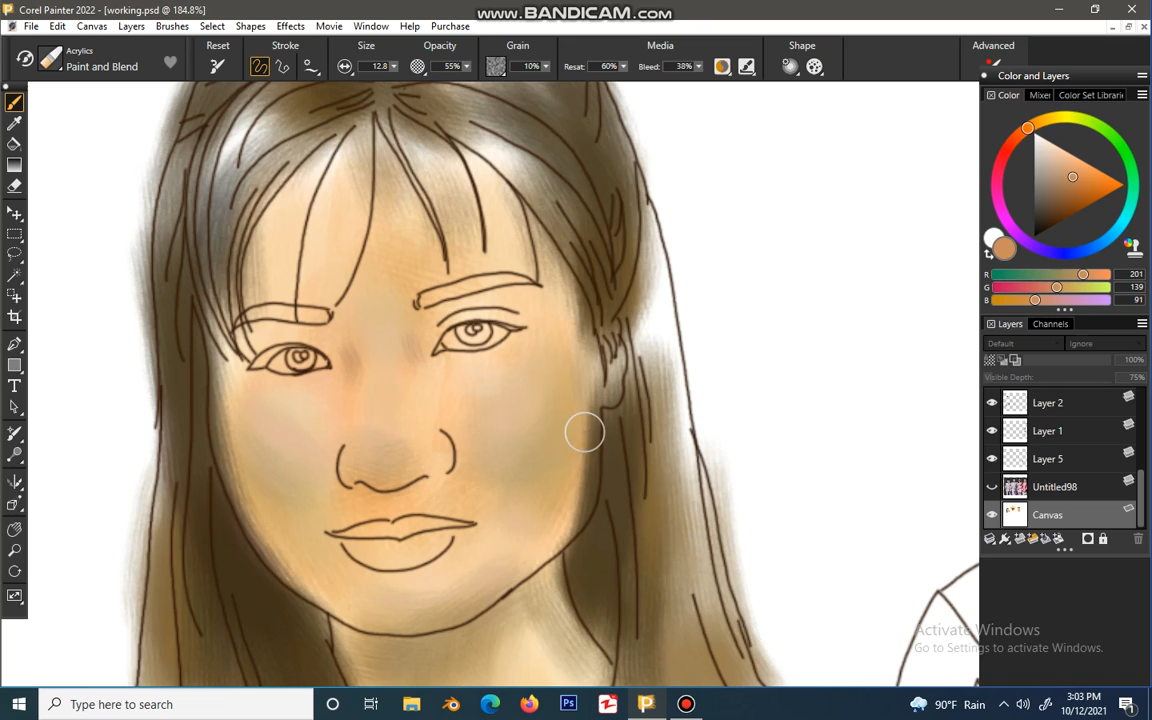 Corel Painter 2022 - [working.psd @ 184.8%]
www.BANDICAM.com
File Edit Canvas Layers Brushes Select Shapes Effects Movie Window Help Purchase
Acrylics
Paint and Blend
Reset Stroke Size Opacity Grain Media Shape Advanced
12.8 55% 10% Resat: 60% Bleed: 38%
Color and Layers
Color Mixer Color Set Librari
R 201
G 139
B 91
Layers Channels
Default Ignore
100%
Visible Depth: 75%
Layer 2
Layer 1
Layer 5
Untitled98
Canvas
Activate Windows
Go to Settings to activate Windows.
Type here to search
90°F Rain
3:03 PM
10/12/2021